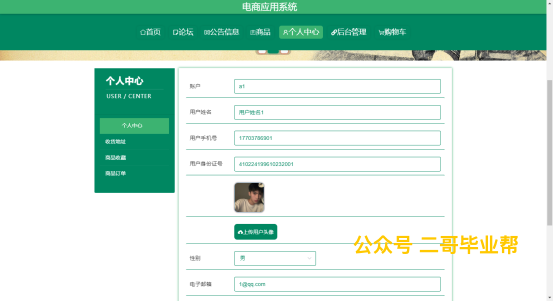 电商应用系统
首页 论坛 公告信息 商品 个人中心 后台管理 购物车
个人中心
USER / CENTER
个人中心
收货地址
商品收藏
商品订单
账户 a1
用户姓名 用户姓名1
用户手机号 17703786901
用户身份证号 410224199610232001
上传用户头像
性别 男
电子邮箱 1@qq.com
公众号 二哥毕业帮